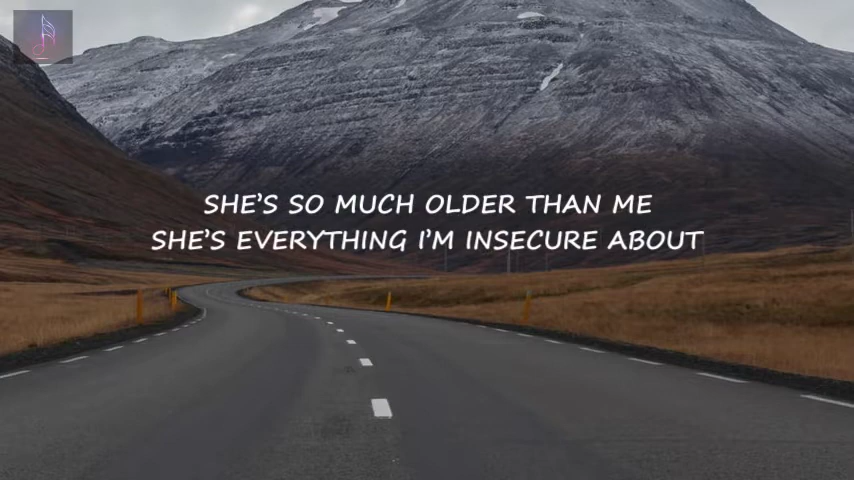 SHE'S SO MUCH OLDER THAN ME
SHE'S EVERYTHING I'M INSECURE ABOUT